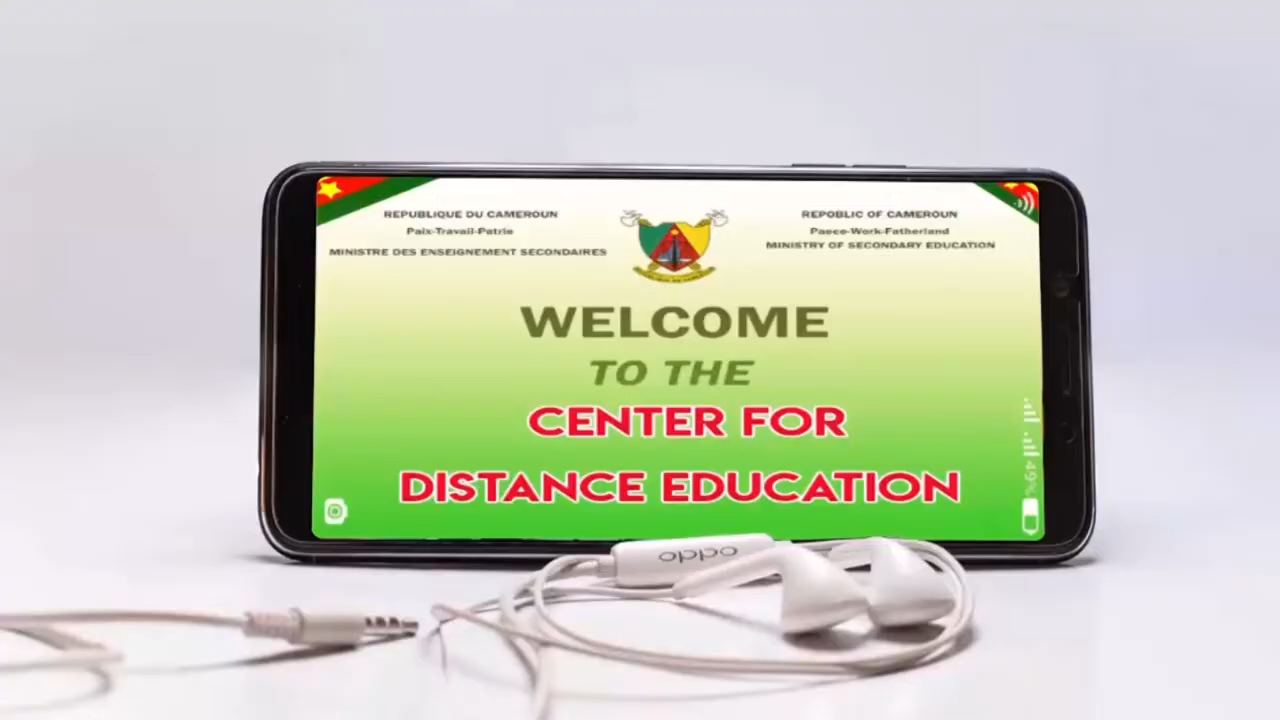 REPUBLIQUE DU CAMEROUN
Paix-Travail-Patrie
MINISTRE DES ENSEIGNEMENT SECONDAIRES
REPOBLIC OF CAMEROUN
Paece-Work-Fatherland
MINISTRY OF SECONDARY EDUCATION
WELCOME
TO THE
CENTER FOR
DISTANCE EDUCATION
49%
oppo